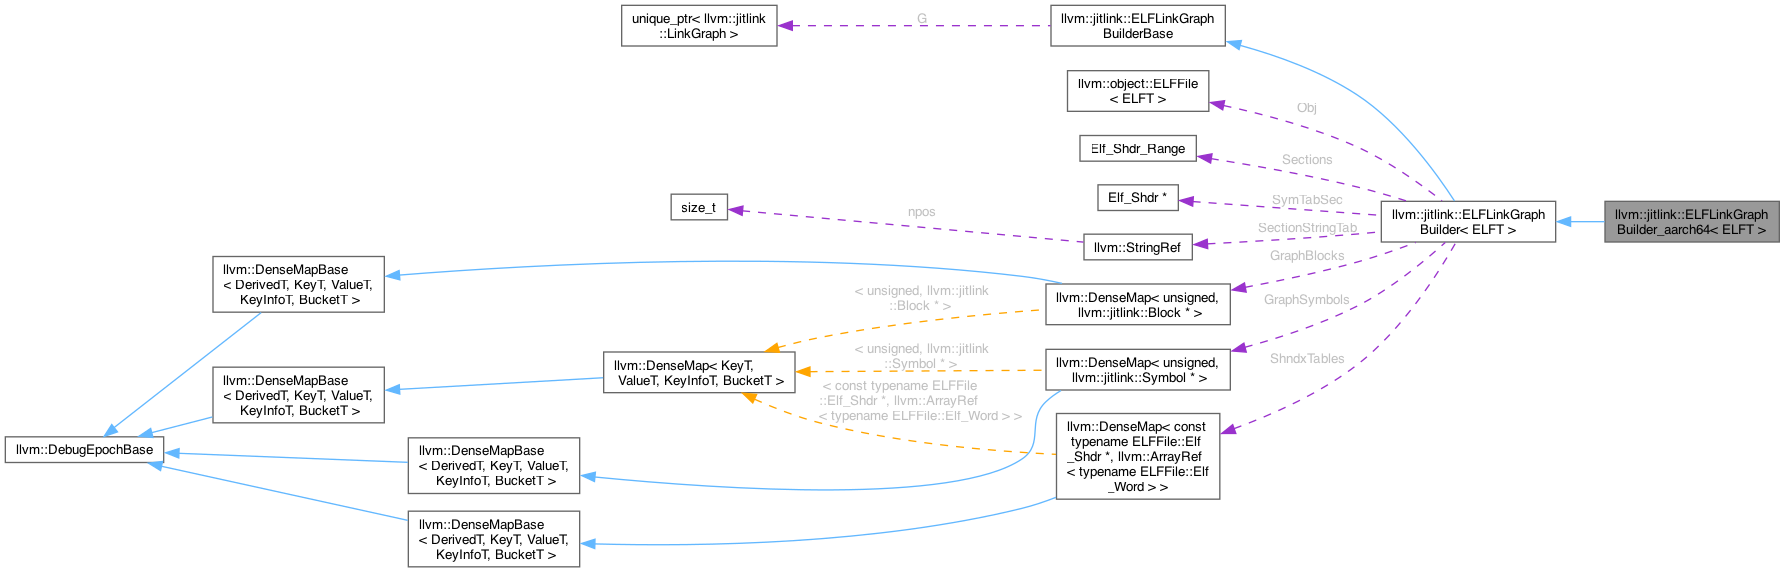 unique_ptr< llvm::jitlink
::LinkGraph >
G
llvm::jitlink::ELFLinkGraph
BuilderBase
llvm::object::ELFFile
< ELFT >
Obj
Elf_Shdr_Range
Sections
Elf_Shdr *
SymTabSec
size_t
npos
llvm::StringRef
SectionStringTab
llvm::jitlink::ELFLinkGraph
Builder< ELFT >
llvm::jitlink::ELFLinkGraph
Builder_aarch64< ELFT >
GraphBlocks
llvm::DenseMapBase
< DerivedT, KeyT, ValueT,
KeyInfoT, BucketT >
< unsigned, llvm::jitlink
::Block * >
llvm::DenseMap< unsigned,
llvm::jitlink::Block * >
GraphSymbols
llvm::DenseMap< KeyT,
ValueT, KeyInfoT, BucketT >
< unsigned, llvm::jitlink
::Symbol * >
llvm::DenseMap< unsigned,
llvm::jitlink::Symbol * >
ShndxTables
llvm::DenseMapBase
< DerivedT, KeyT, ValueT,
KeyInfoT, BucketT >
< const typename ELFFile
::Elf_Shdr *, llvm::ArrayRef
< typename ELFFile::Elf_Word > >
llvm::DenseMap< const
typename ELFFile::Elf
_Shdr *, llvm::ArrayRef
< typename ELFFile::Elf
_Word > >
llvm::DebugEpochBase
llvm::DenseMapBase
< DerivedT, KeyT, ValueT,
KeyInfoT, BucketT >
llvm::DenseMapBase
< DerivedT, KeyT, ValueT,
KeyInfoT, BucketT >